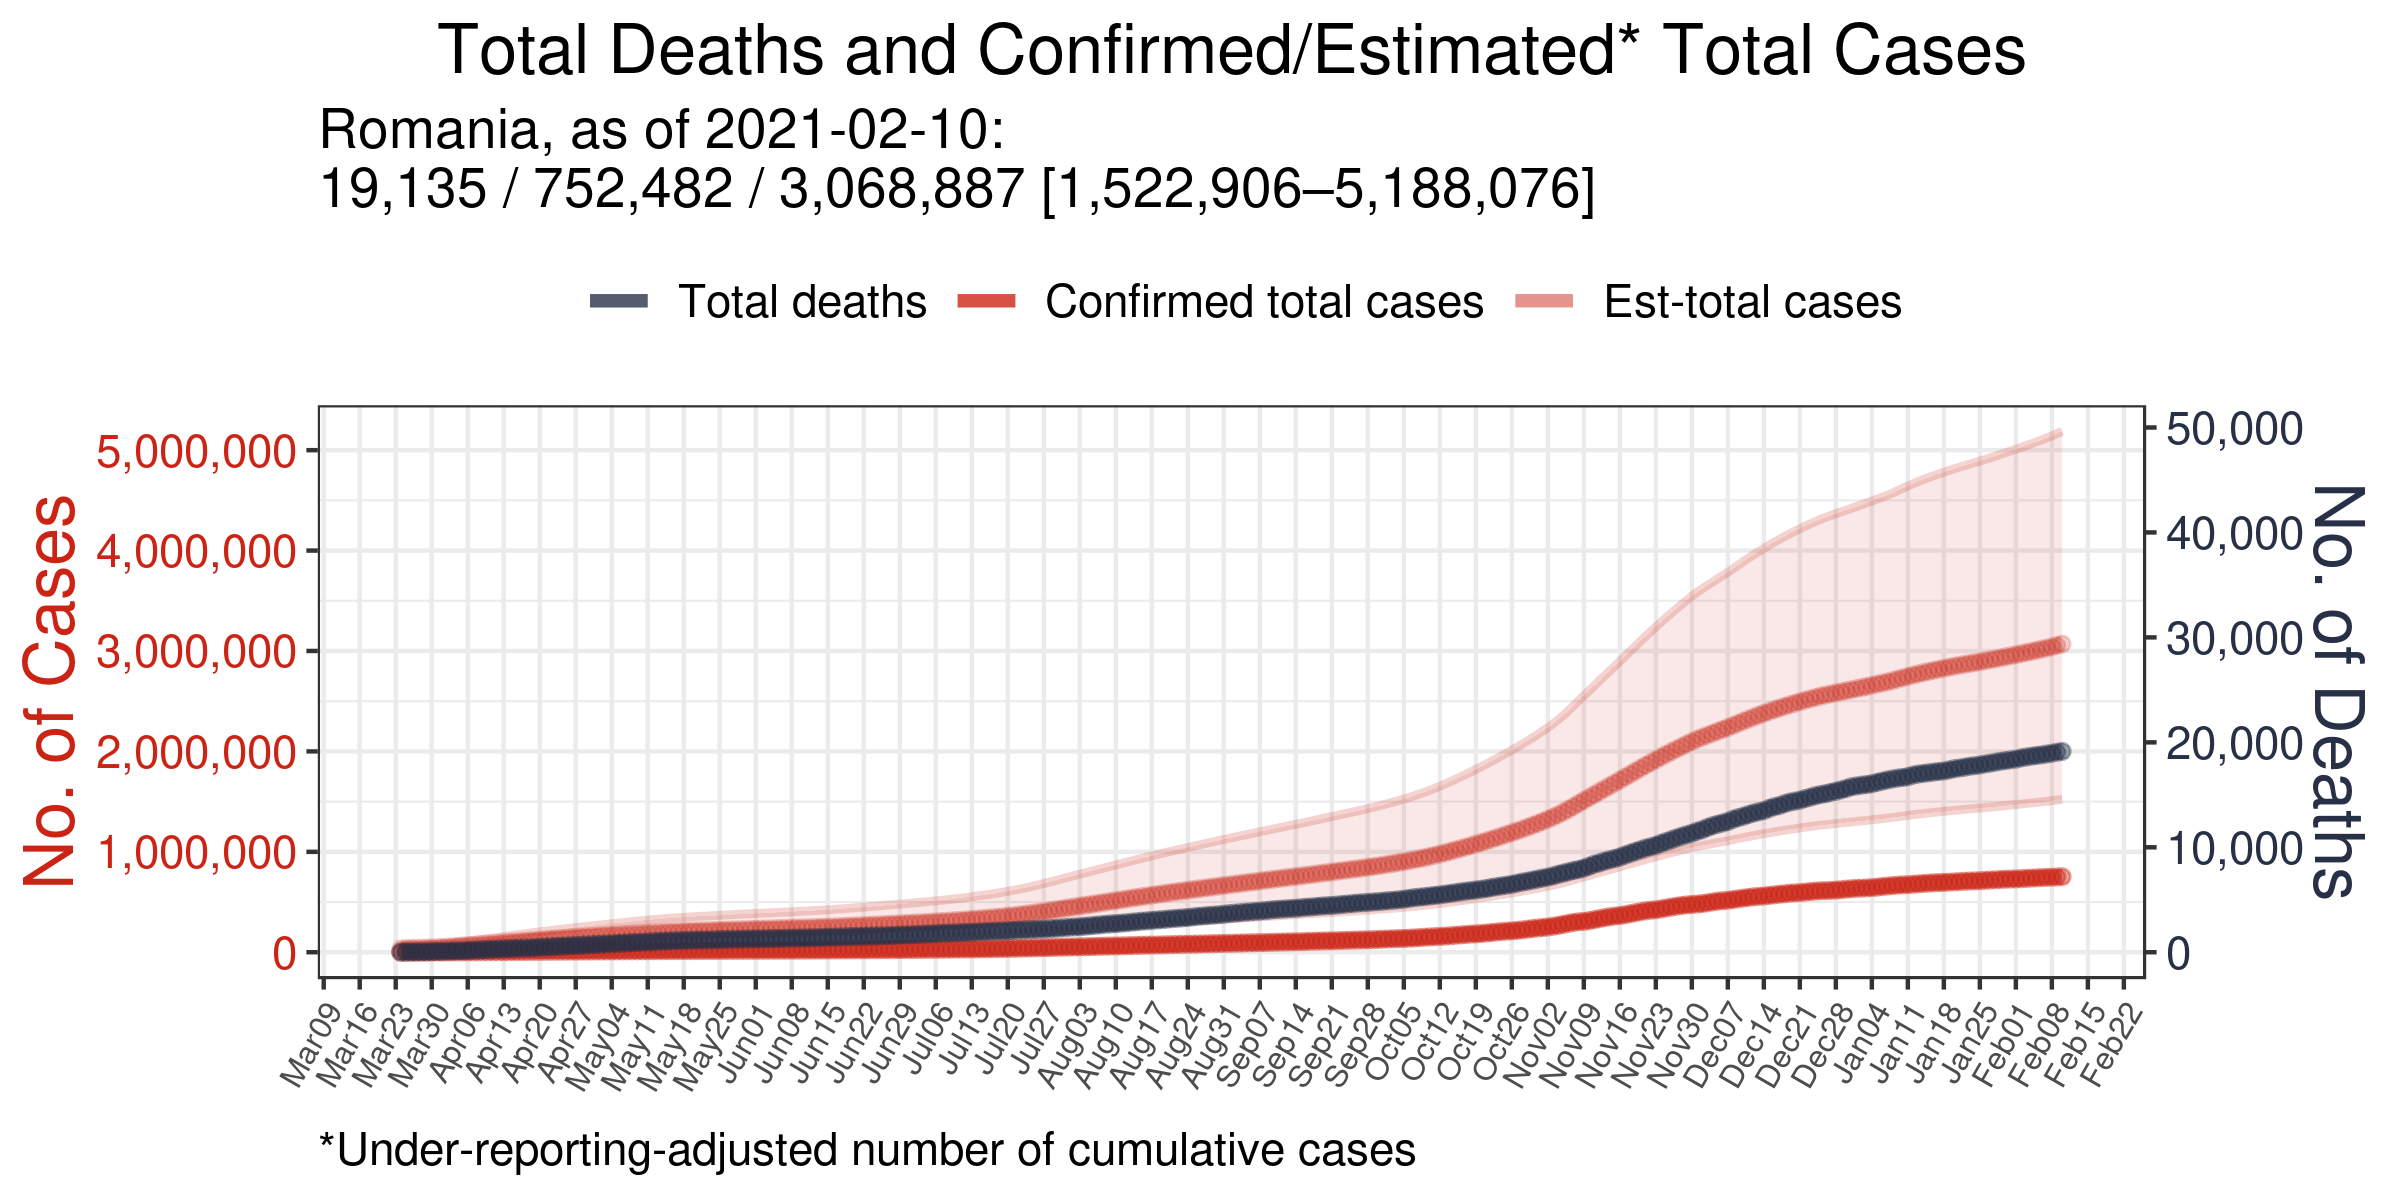 Total Deaths and Confirmed/Estimated* Total Cases
Romania, as of 2021-02-10:
19,135 / 752,482 / 3,068,887 [1,522,906–5,188,076]
Total deaths
Confirmed total cases
Est-total cases
No. of Cases
5,000,000
4,000,000
3,000,000
2,000,000
1,000,000
0
50,000
40,000
30,000
20,000
10,000
0
No. of Deaths
Mar09
Mar16
Mar23
Mar30
Apr06
Apr13
Apr20
Apr27
May04
May11
May18
May25
Jun01
Jun08
Jun15
Jun22
Jun29
Jul06
Jul13
Jul20
Jul27
Aug03
Aug10
Aug17
Aug24
Aug31
Sep07
Sep14
Sep21
Sep28
Oct05
Oct12
Oct19
Oct26
Nov02
Nov09
Nov16
Nov23
Nov30
Dec07
Dec14
Dec21
Dec28
Jan04
Jan11
Jan18
Jan25
Feb01
Feb08
Feb15
Feb22
*Under-reporting-adjusted number of cumulative cases